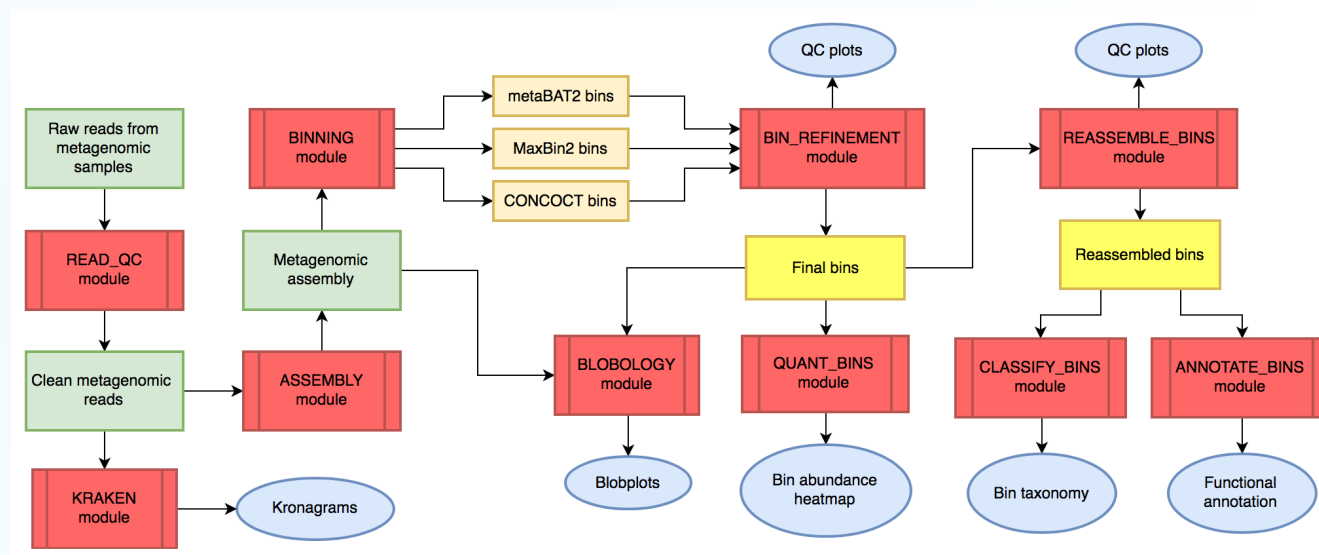 QC plots
QC plots
metaBAT2 bins
Raw reads from
metagenomic
samples
BINNING
module
MaxBin2 bins
BIN_REFINEMENT
module
REASSEMBLE_BINS
module
CONCOCT bins
READ_QC
module
Metagenomic
assembly
Final bins
Reassembled bins
Clean metagenomic
reads
ASSEMBLY
module
BLOBOLOGY
module
QUANT_BINS
module
CLASSIFY_BINS
module
ANNOTATE_BINS
module
KRAKEN
module
Kronagrams
Blobplots
Bin abundance
heatmap
Bin taxonomy
Functional
annotation